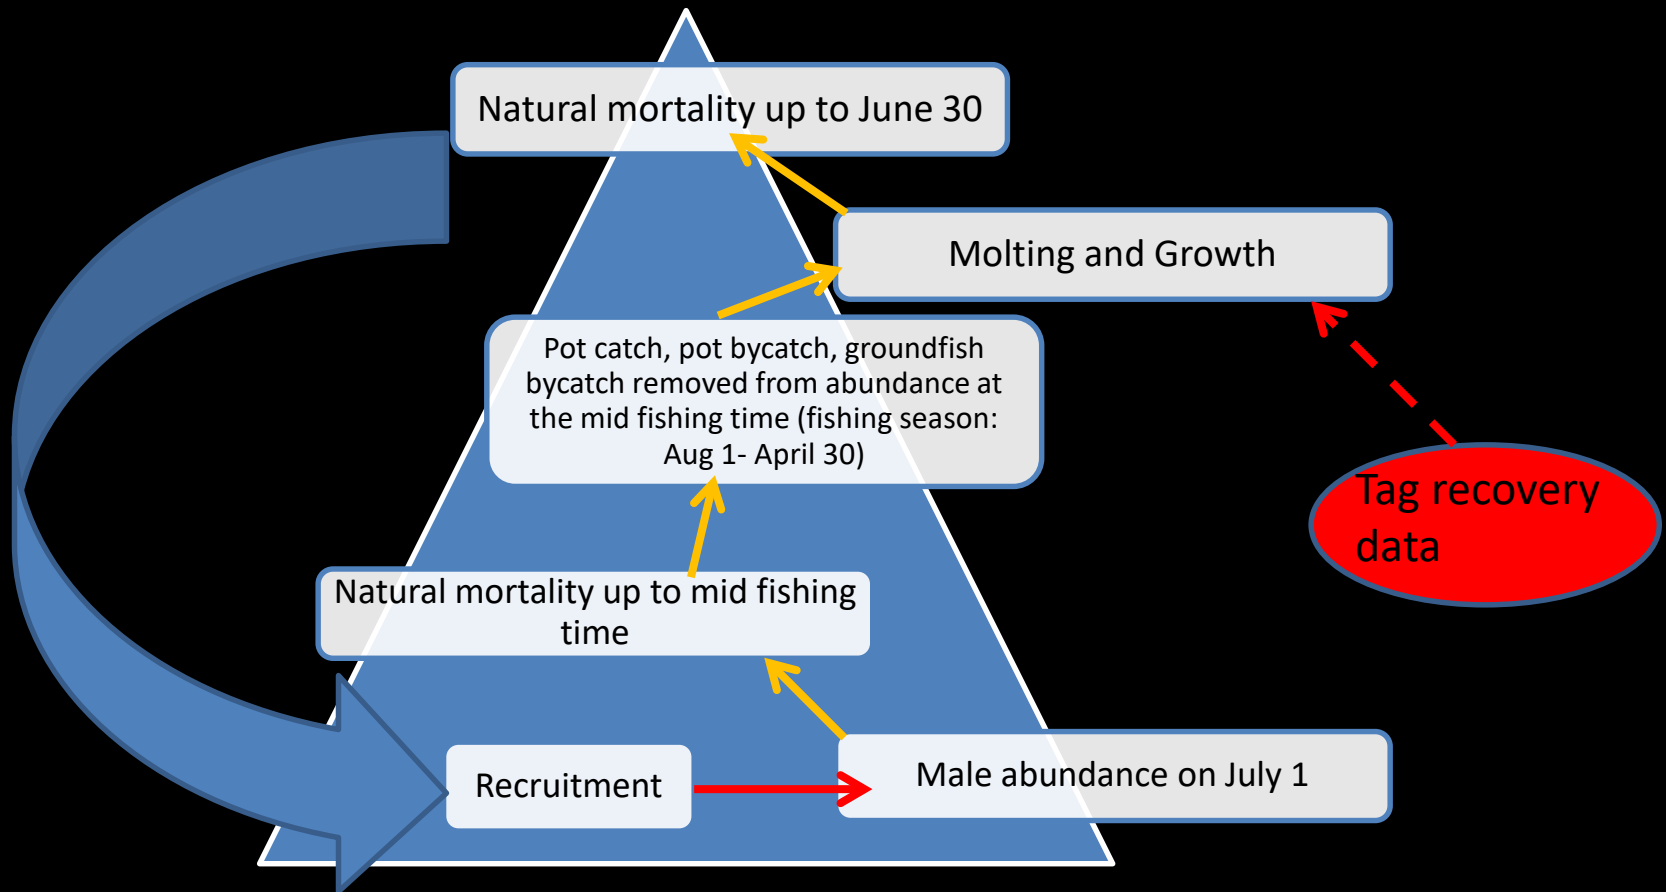 Natural mortality up to June 30
Molting and Growth
Pot catch, pot bycatch, groundfish
bycatch removed from abundance at
the mid fishing time (fishing season:
Aug 1- April 30)
Tag recovery
data
Natural mortality up to mid fishing
time
Recruitment
Male abundance on July 1